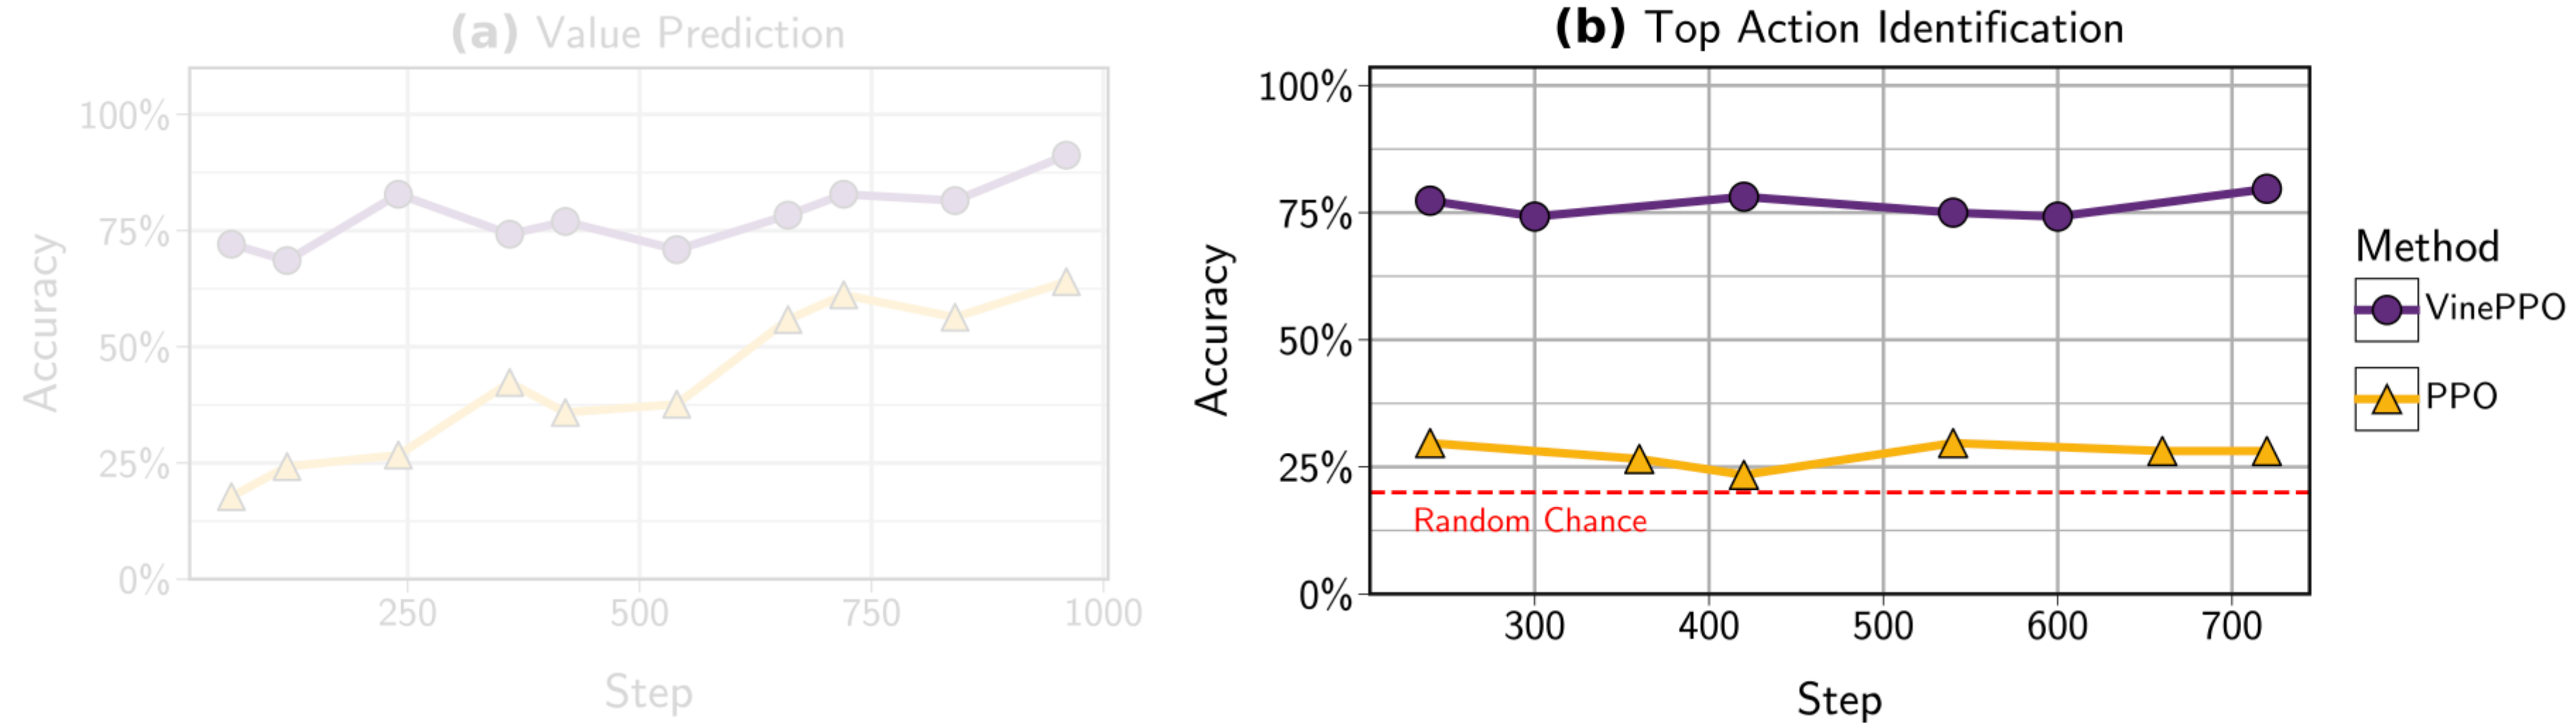 (a) Value Prediction
100%
75%
50%
25%
0%
Accuracy
250 500 750 1000
Step
(b) Top Action Identification
100%
75%
50%
25%
0%
Accuracy
Random Chance
300 400 500 600 700
Step
Method
VinePPO
PPO